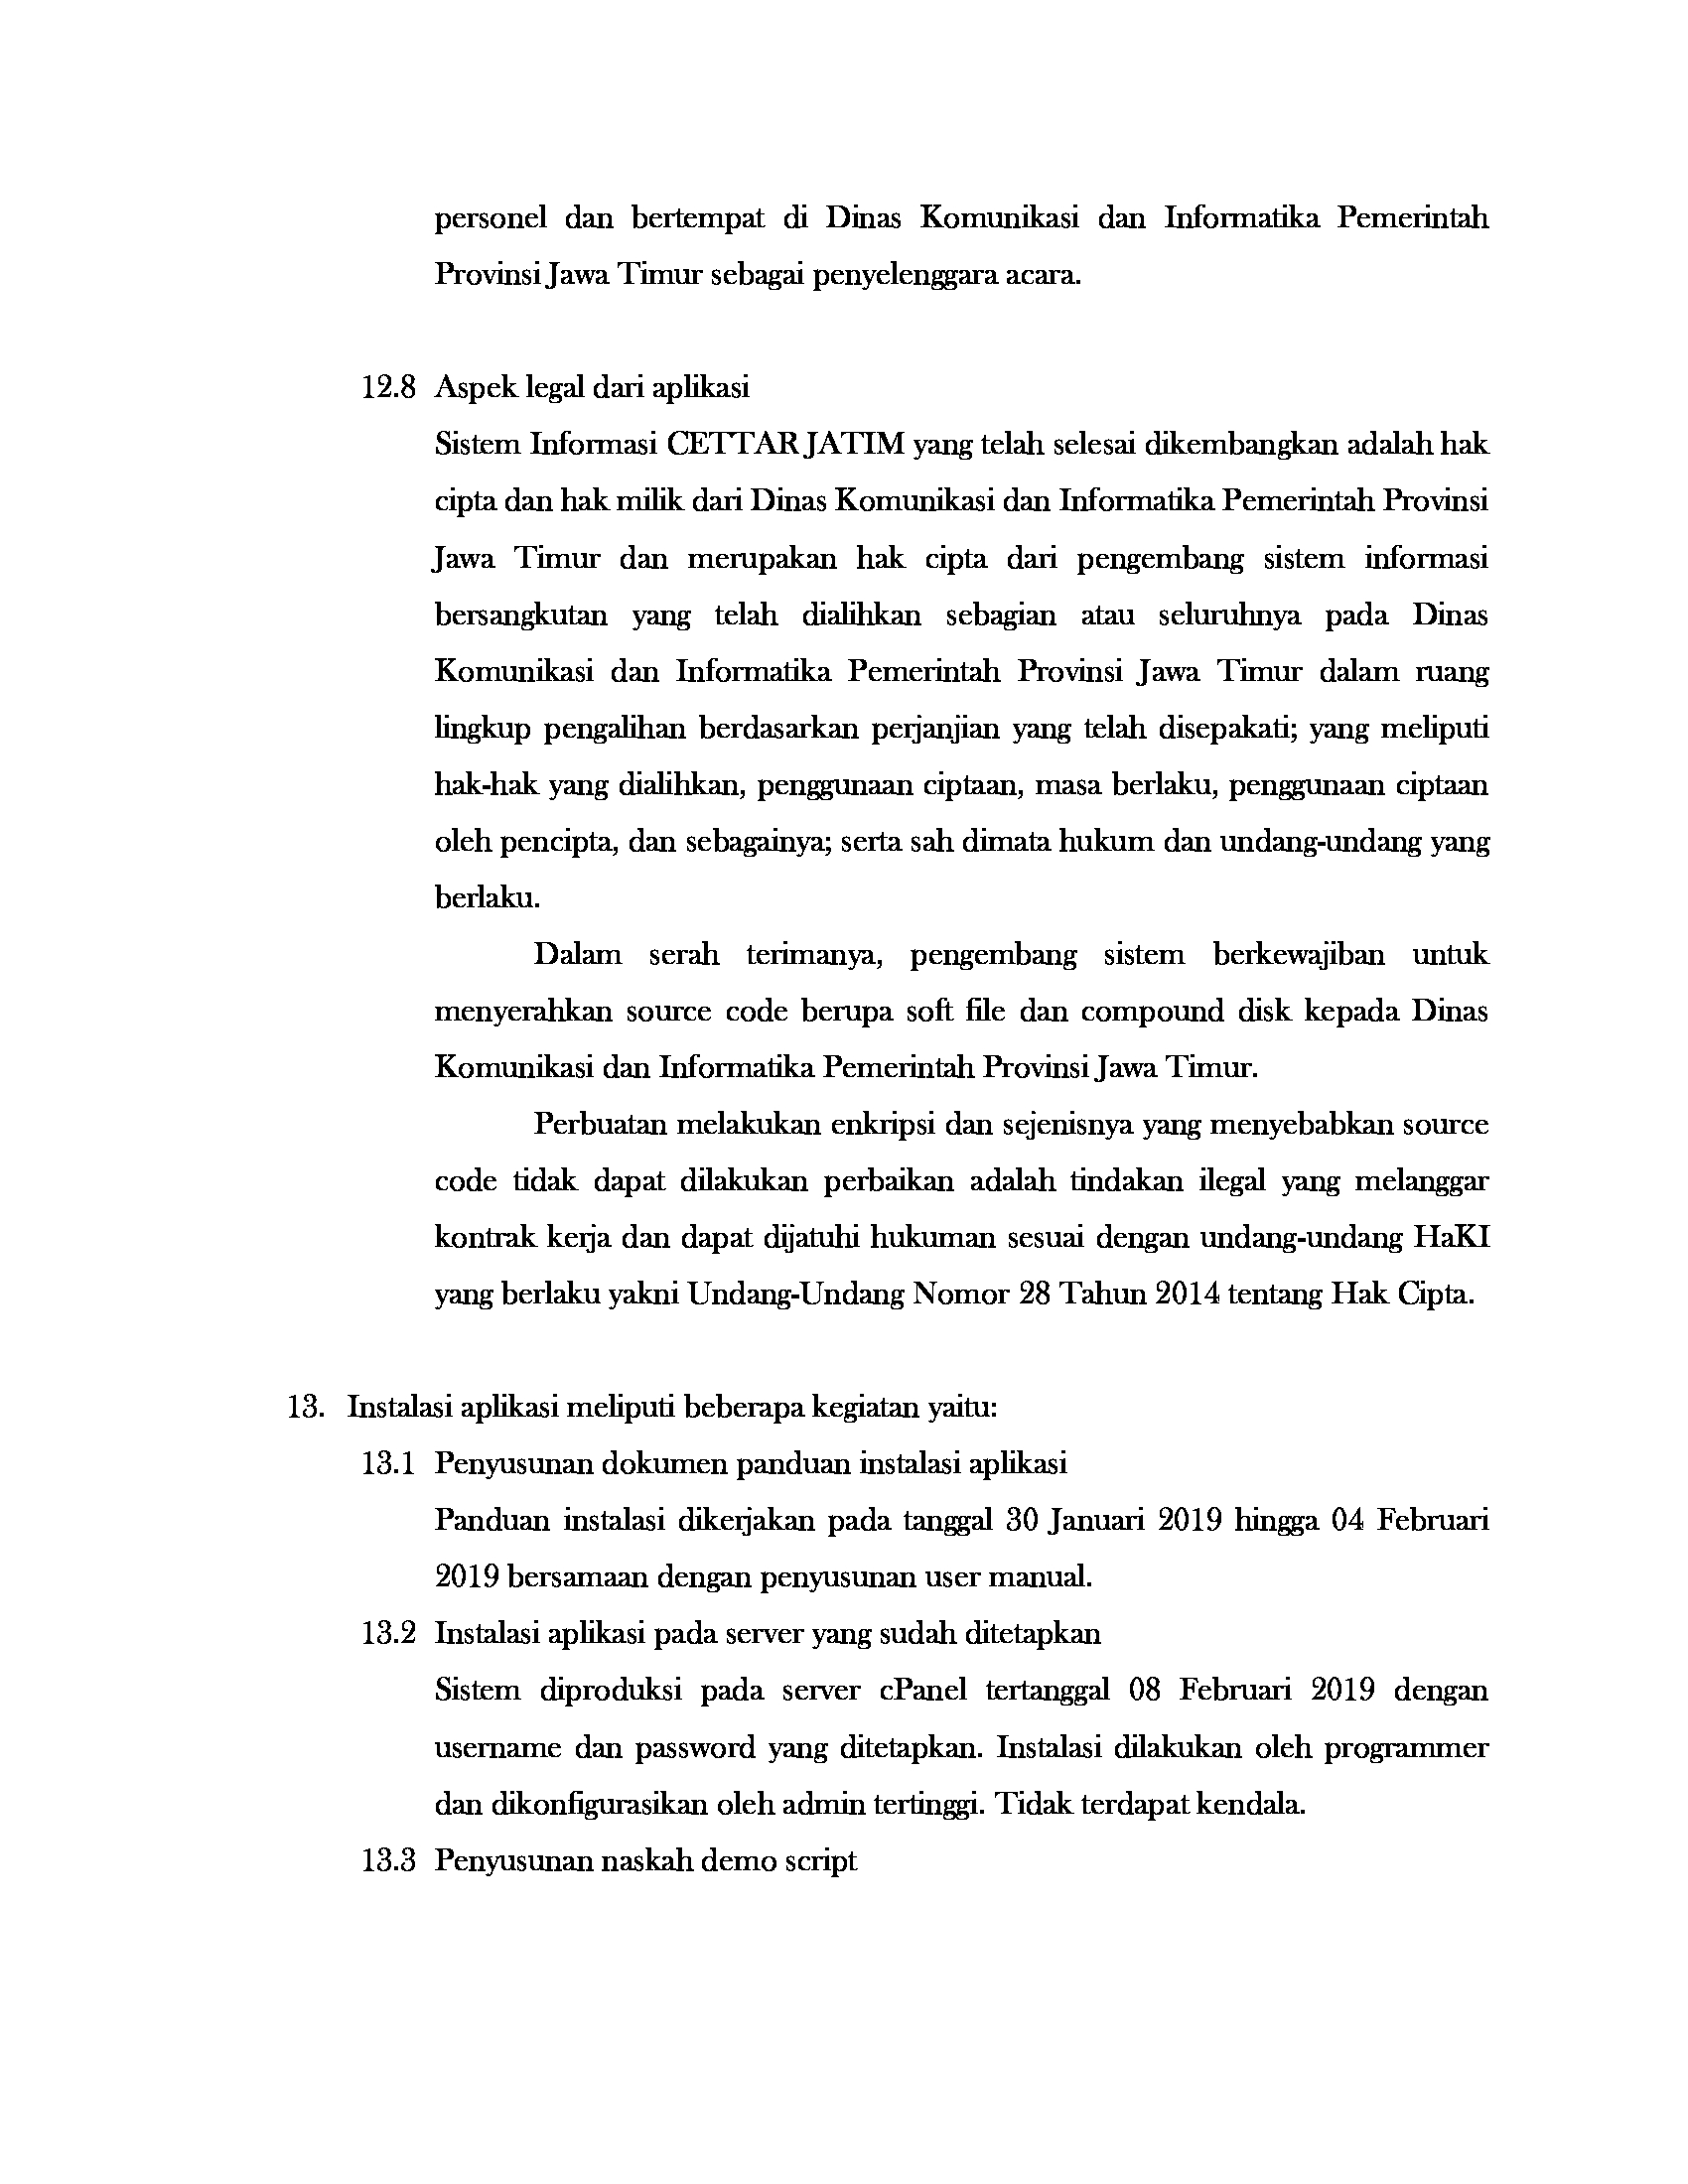 personel dan bertempat di Dinas Komunikasi dan Informatika Pemerintah
Provinsi Jawa Timur sebagai penyelenggara acara.
12.8 Aspek legal dari aplikasi
Sistem Informasi CETTAR JATIM yang telah selesai dikembangkan adalah hak
cipta dan hak milik dari Dinas Komunikasi dan Informatika Pemerintah Provinsi
Jawa Timur dan merupakan hak cipta dari pengembang sistem informasi
bersangkutan yang telah dialihkan sebagian atau seluruhnya pada Dinas
Komunikasi dan Informatika Pemerintah Provinsi Jawa Timur dalam ruang
lingkup pengalihan berdasarkan perjanjian yang telah disepakati; yang meliputi
hak-hak yang dialihkan, penggunaan ciptaan, masa berlaku, penggunaan ciptaan
oleh pencipta, dan sebagainya; serta sah dimata hukum dan undang-undang yang
berlaku.
Dalam serah terimanya, pengembang sistem berkewajiban untuk
menyerahkan source code berupa soft file dan compound disk kepada Dinas
Komunikasi dan Informatika Pemerintah Provinsi Jawa Timur.
Perbuatan melakukan enkripsi dan sejenisnya yang menyebabkan source
code tidak dapat dilakukan perbaikan adalah tindakan ilegal yang melanggar
kontrak kerja dan dapat dijatuhi hukuman sesuai dengan undang-undang HaKI
yang berlaku yakni Undang-Undang Nomor 28 Tahun 2014 tentang Hak Cipta.
13. Instalasi aplikasi meliputi beberapa kegiatan yaitu:
13.1 Penyusunan dokumen panduan instalasi aplikasi
Panduan instalasi dikerjakan pada tanggal 30 Januari 2019 hingga 04 Februari
2019 bersamaan dengan penyusunan user manual.
13.2 Instalasi aplikasi pada server yang sudah ditetapkan
Sistem diproduksi pada server cPanel tertanggal 08 Februari 2019 dengan
username dan password yang ditetapkan. Instalasi dilakukan oleh programmer
dan dikonfigurasikan oleh admin tertinggi. Tidak terdapat kendala.
13.3 Penyusunan naskah demo script